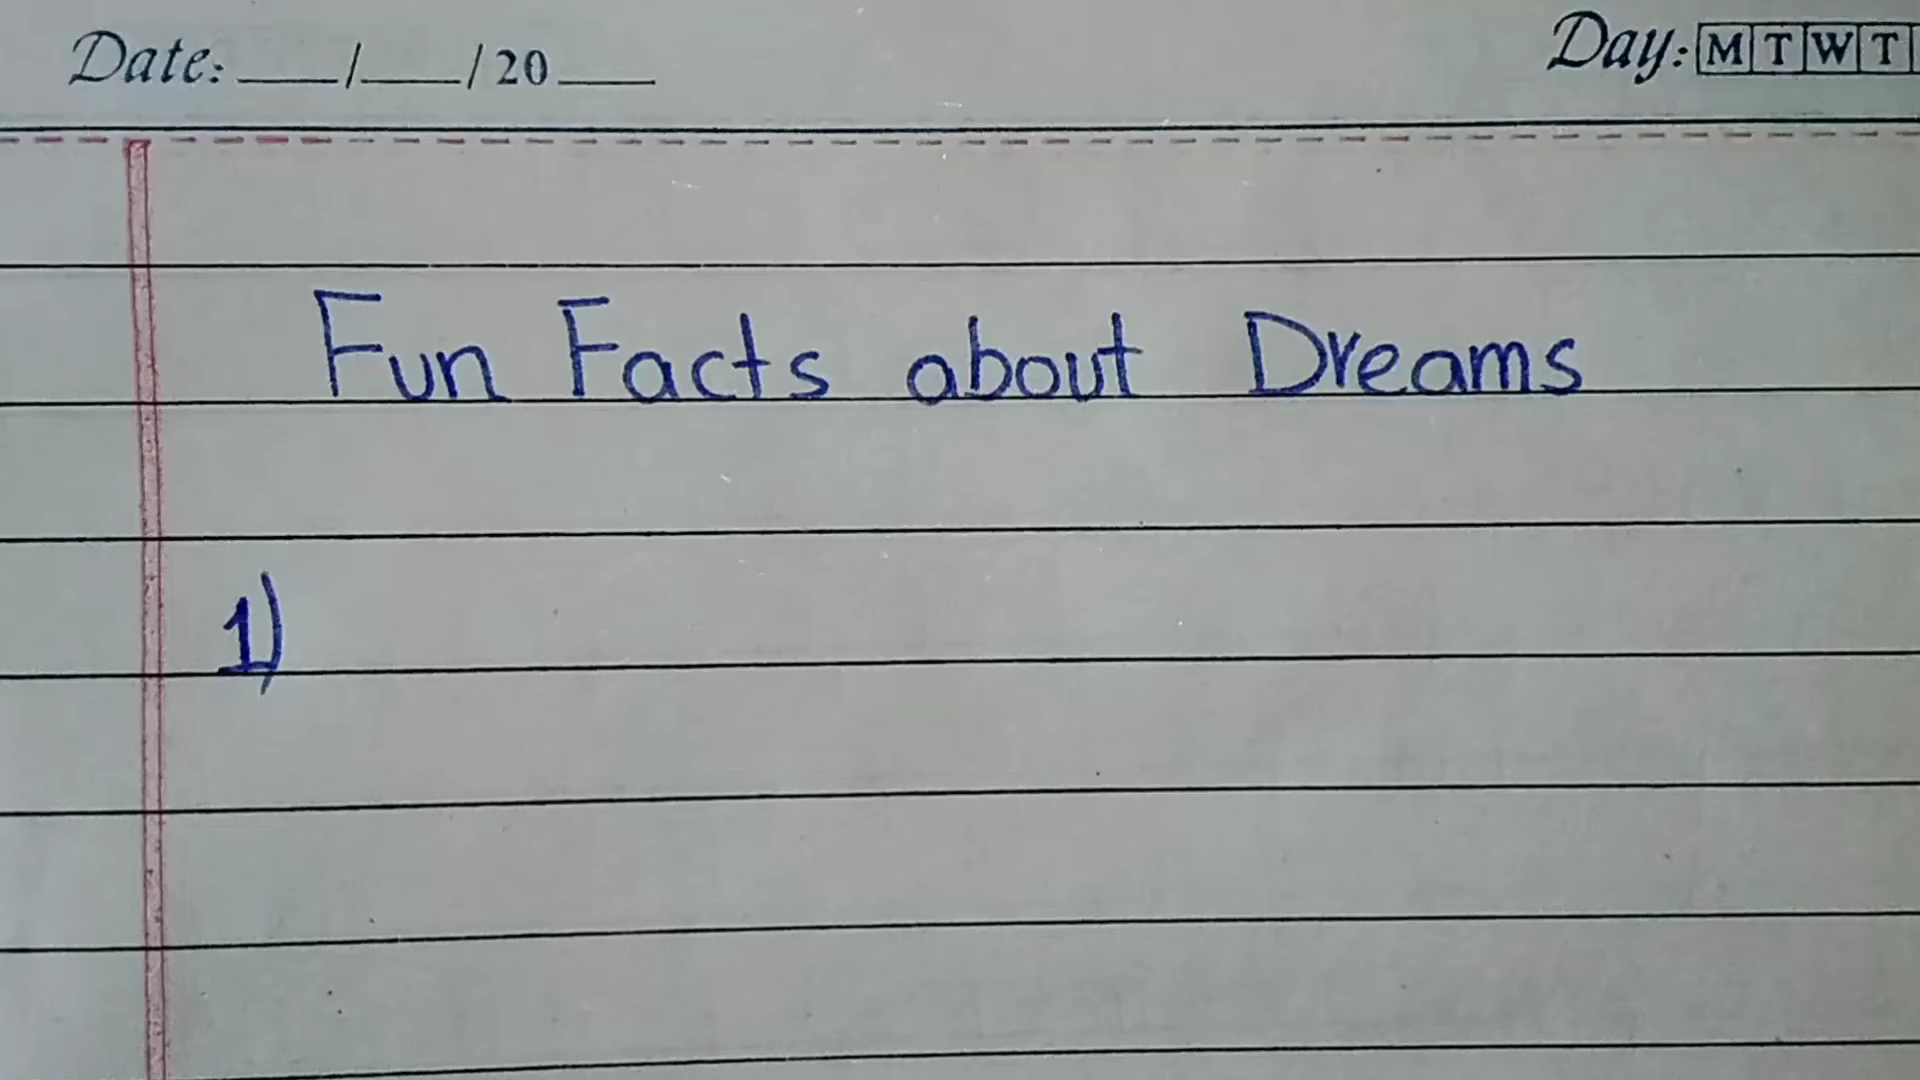 Date: ___/___/20___ Day: M T W T
Fun Facts about Dreams
1)